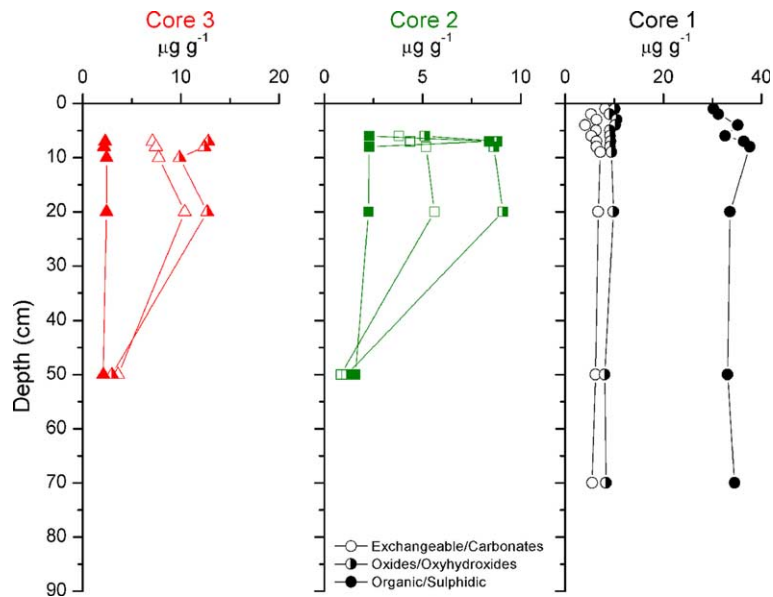 Core 3 Core 2 Core 1
µg g⁻¹ µg g⁻¹ µg g⁻¹
0 10 20 0 5 10 0 20 40
0
10
20
30
40
50
60
70
80
90
Depth (cm)
Exchangeable/Carbonates
Oxides/Oxyhydroxides
Organic/Sulphidic